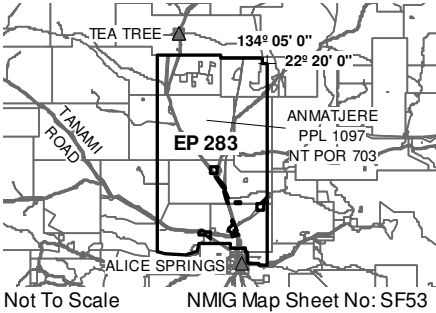 TEA TREE
134º 05' 0"
22º 20' 0"
TANAMI
ROAD
ANMATJERE
PPL 1097
NT POR 703
EP 283
ALICE SPRINGS
Not To Scale
NMIG Map Sheet No: SF53